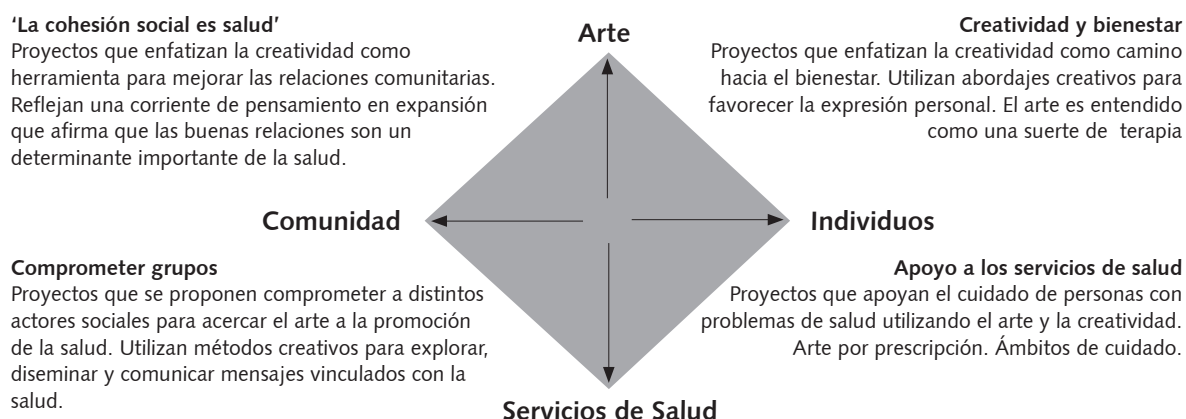 ‘La cohesión social es salud’
Proyectos que enfatizan la creatividad como
herramienta para mejorar las relaciones comunitarias.
Reflejan una corriente de pensamiento en expansión
que afirma que las buenas relaciones son un
determinante importante de la salud.
Arte
Creatividad y bienestar
Proyectos que enfatizan la creatividad como camino
hacia el bienestar. Utilizan abordajes creativos para
favorecer la expresión personal. El arte es entendido
como una suerte de terapia
Comunidad
Individuos
Comprometer grupos
Proyectos que se proponen comprometer a distintos
actores sociales para acercar el arte a la promoción
de la salud. Utilizan métodos creativos para explorar,
diseminar y comunicar mensajes vinculados con la
salud.
Apoyo a los servicios de salud
Proyectos que apoyan el cuidado de personas con
problemas de salud utilizando el arte y la creatividad.
Arte por prescripción. Ámbitos de cuidado.
Servicios de Salud